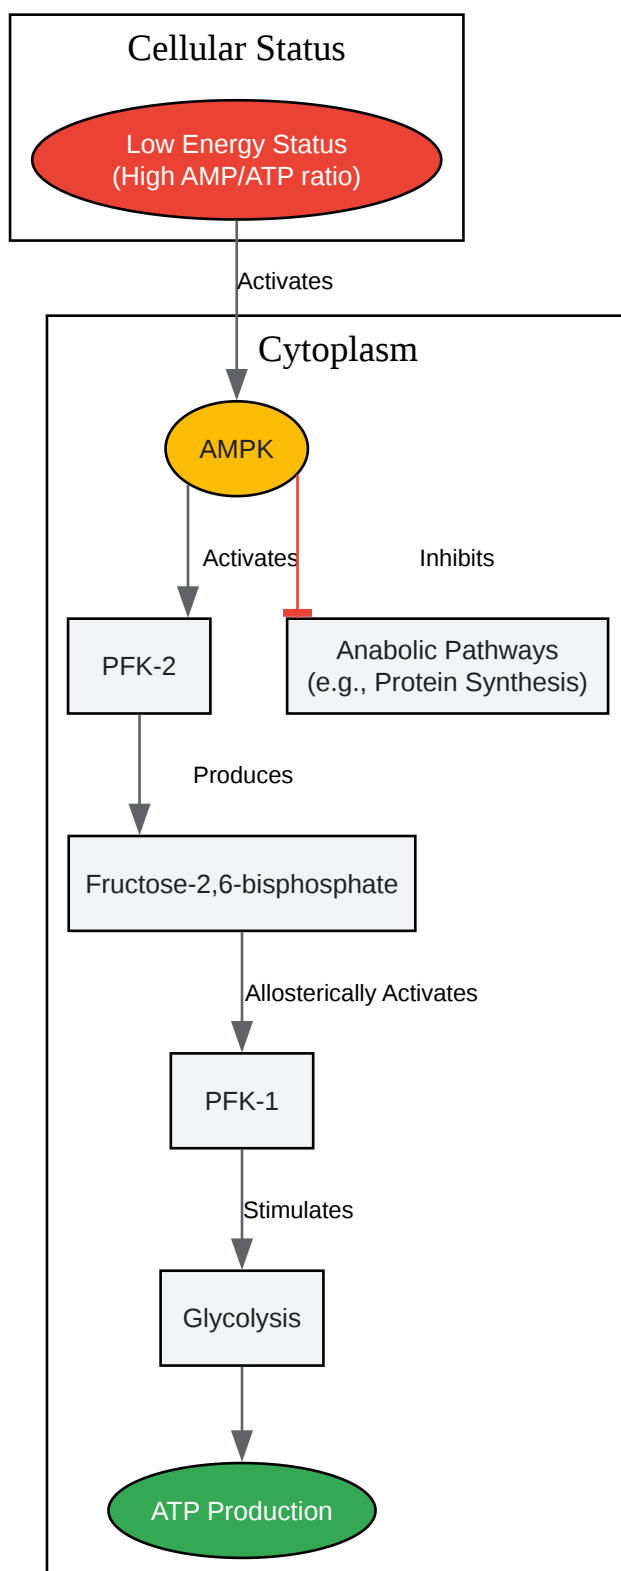 Cellular Status
Low Energy Status
(High AMP/ATP ratio)
Activates
Cytoplasm
AMPK
Activates
Inhibits
PFK-2
Anabolic Pathways
(e.g., Protein Synthesis)
Produces
Fructose-2,6-bisphosphate
Allosterically Activates
PFK-1
Stimulates
Glycolysis
ATP Production